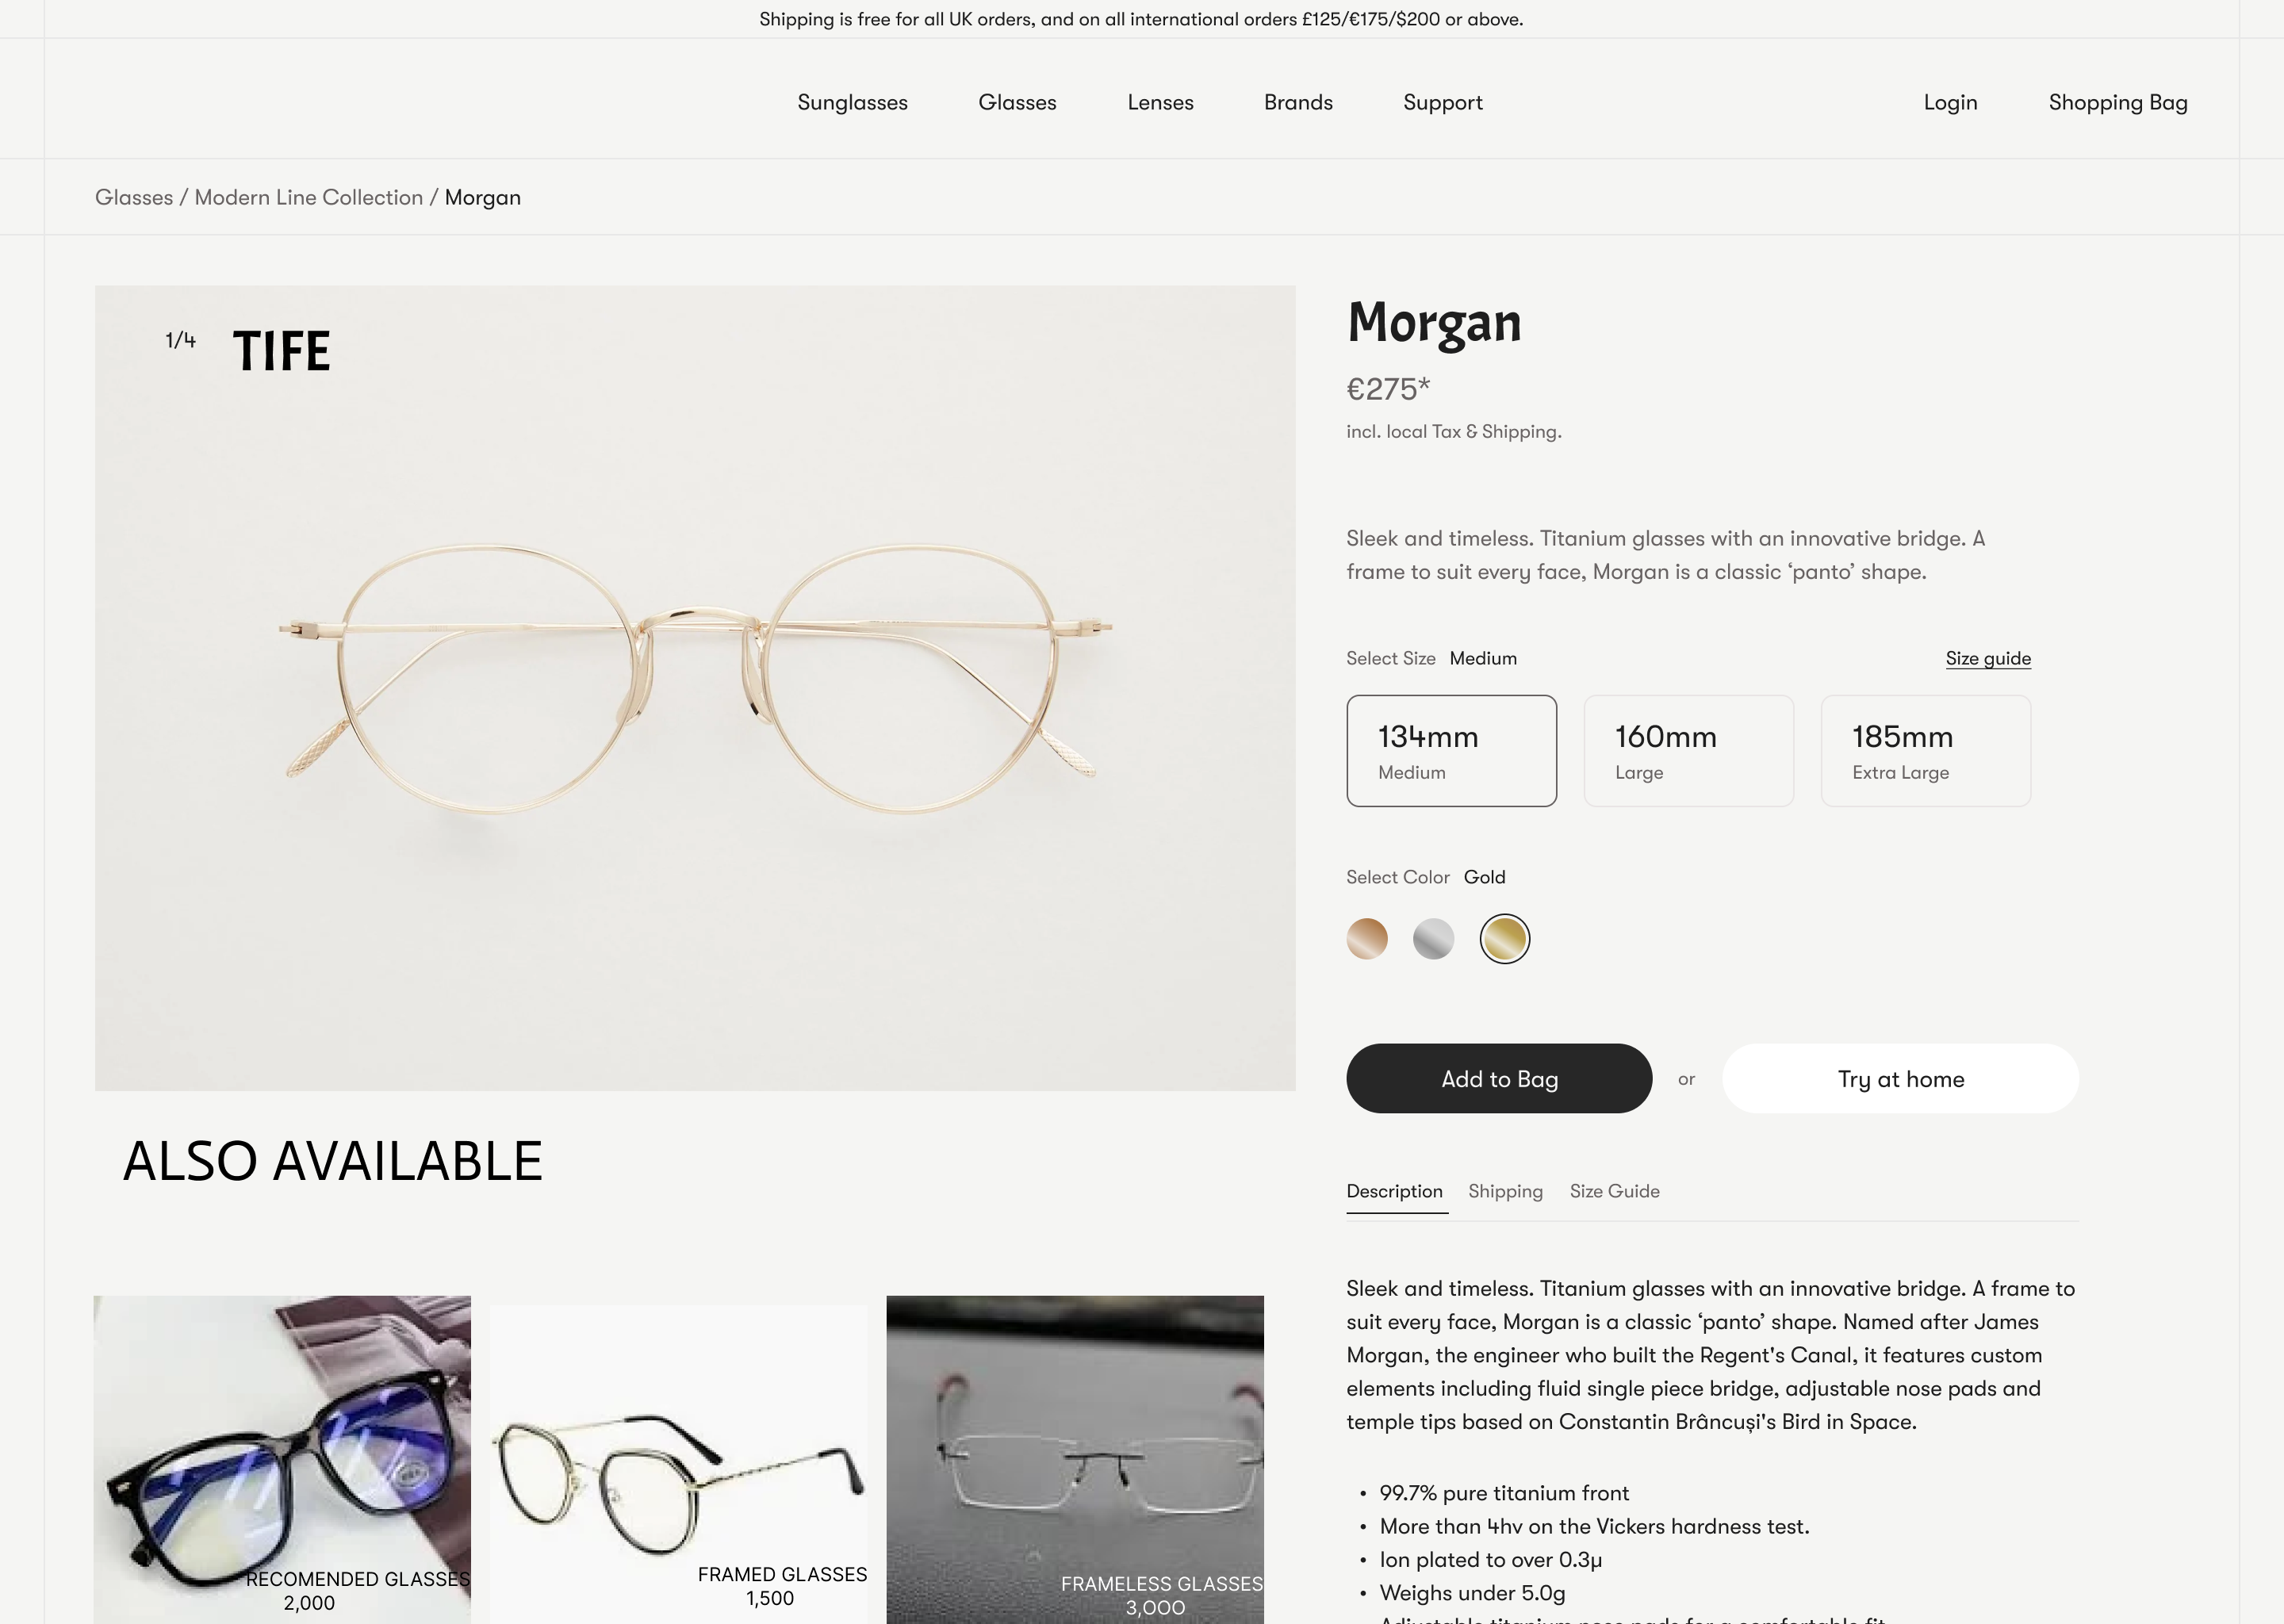 Shipping is free for all UK orders, and on all international orders £125/€175/$200 or above.
Sunglasses Glasses Lenses Brands Support Login Shopping Bag
Glasses / Modern Line Collection / Morgan
1/4 TIFE
Morgan
€275*
incl. local Tax & Shipping.
Sleek and timeless. Titanium glasses with an innovative bridge. A
frame to suit every face, Morgan is a classic ‘panto’ shape.
Select Size Medium Size guide
134mm 160mm 185mm
Medium Large Extra Large
Select Color Gold
Add to Bag or Try at home
Description Shipping Size Guide
Sleek and timeless. Titanium glasses with an innovative bridge. A frame to
suit every face, Morgan is a classic ‘panto’ shape. Named after James
Morgan, the engineer who built the Regent's Canal, it features custom
elements including fluid single piece bridge, adjustable nose pads and
temple tips based on Constantin Brâncuși's Bird in Space.
• 99.7% pure titanium front
• More than 4hv on the Vickers hardness test.
• Ion plated to over 0.3μ
• Weighs under 5.0g
Adjustable titanium nose pads for a comfortable fit
ALSO AVAILABLE
RECOMENDED GLASSES
2,000
FRAMED GLASSES
1,500
FRAMELESS GLASSES
3,000